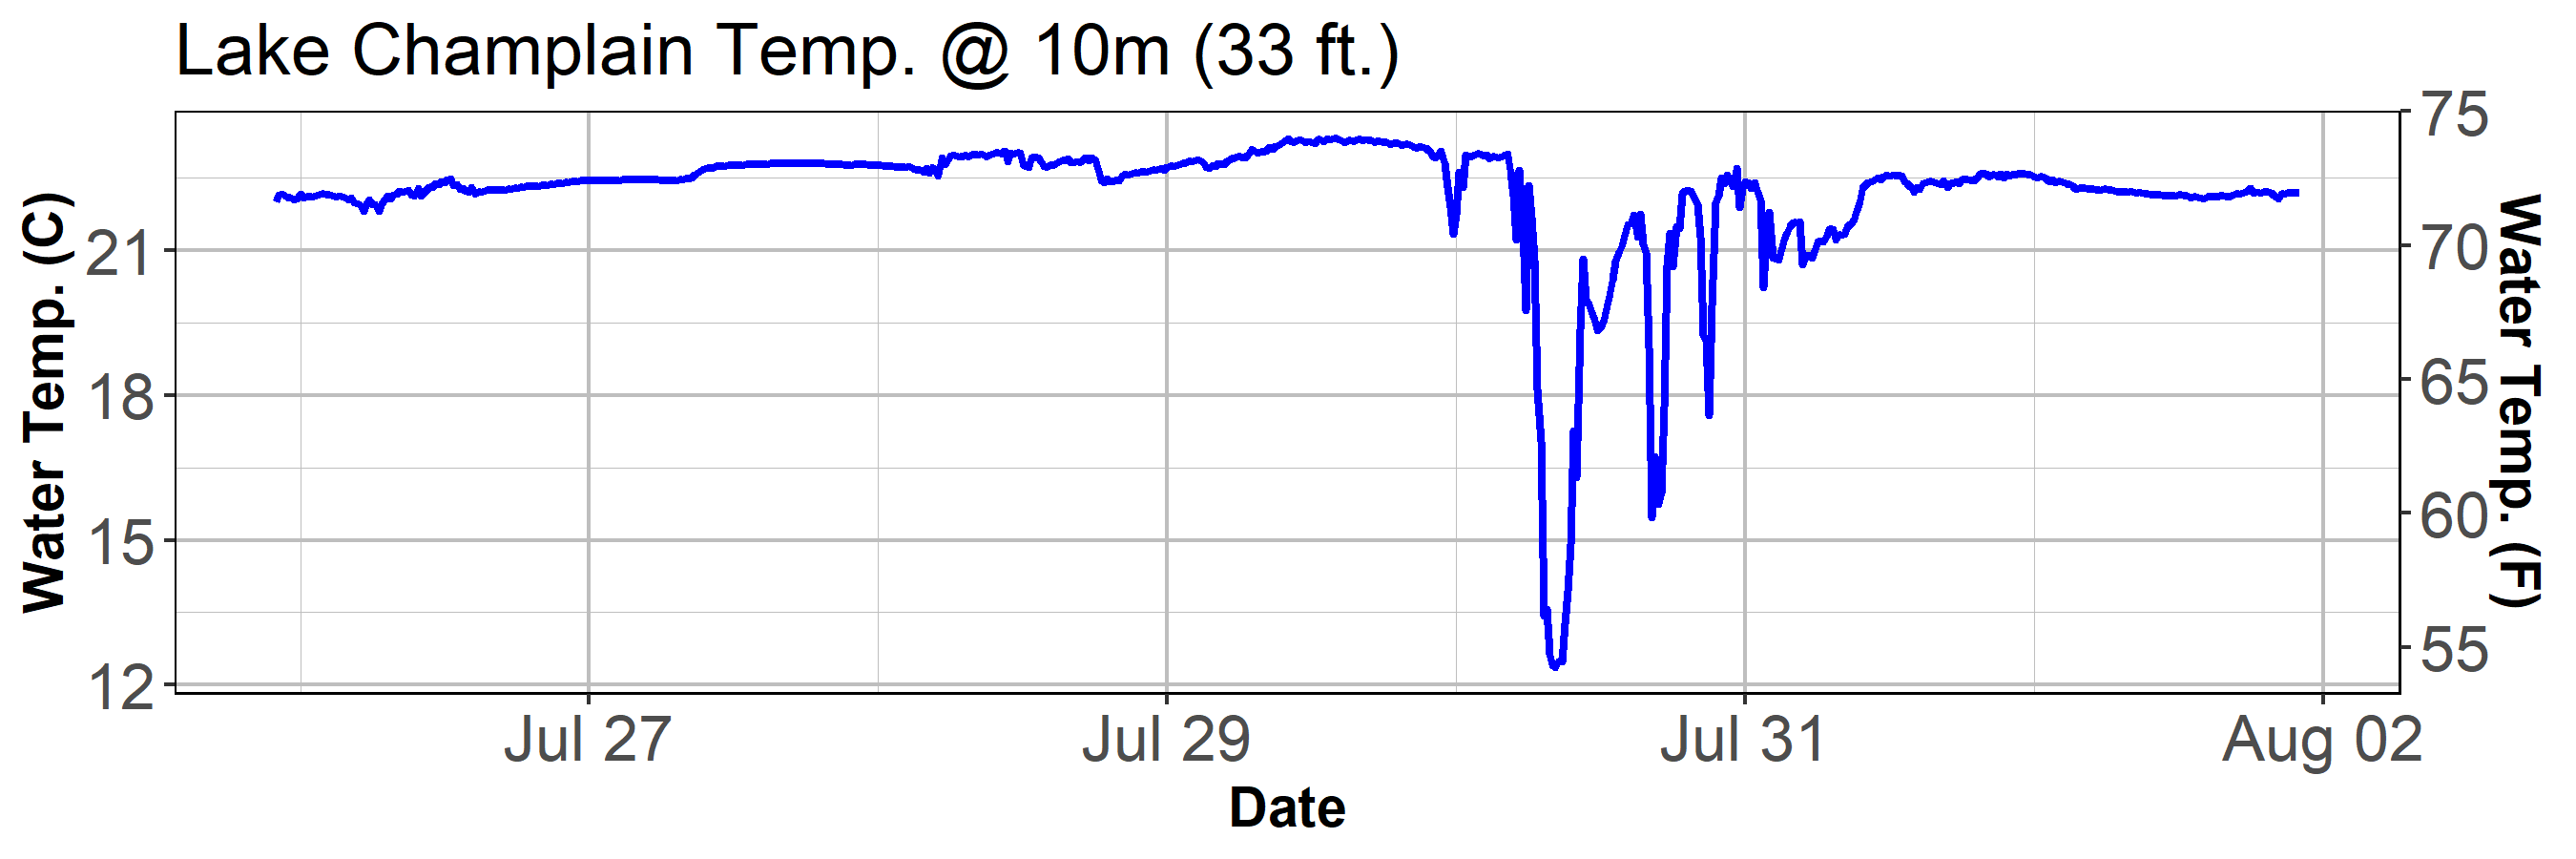 Lake Champlain Temp. @ 10m (33 ft.)
Water Temp. (C)
21
18
15
12
75
70
65
60
55
Water Temp. (F)
Jul 27
Jul 29
Jul 31
Aug 02
Date